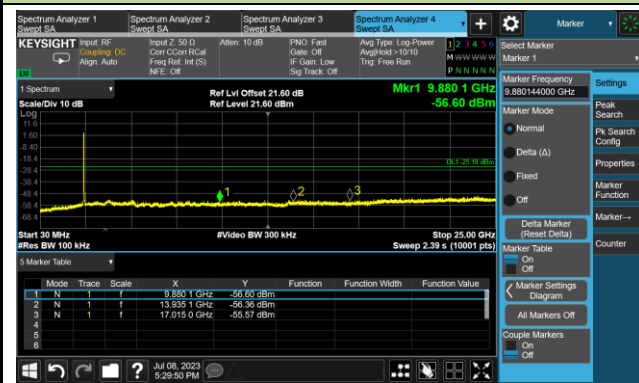 Spectrum Analyzer 1
Swept SA
Spectrum Analyzer 2
Swept SA
Spectrum Analyzer 3
Swept SA
Spectrum Analyzer 4
Swept SA
Marker
KEYSIGHT
Input: RF
Coupling: DC
Align: Auto
Input Z: 50 Ω
Corr CCorr RCal
Freq Ref: Int (S)
NFE: Off
Atten: 10 dB
PNO: Fast
Gate: Off
IF Gain: Low
Sig Track: Off
Avg Type: Log-Power
Avg|Hold:>10/10
Trig: Free Run
1 2 3 4 5 6
M W W W W W
P N N N N N
Select Marker
Marker 1
1 Spectrum
Scale/Div 10 dB
Ref Lvl Offset 21.60 dB
Ref Level 21.60 dBm
Mkr1 9.880 1 GHz
-56.60 dBm
Log
11.6
1.60
-8.40
-18.4
-28.4
-38.4
-48.4
-58.4
-68.4
DL1 -25.18 dBm
1
2
3
Start 30 MHz
#Res BW 100 kHz
#Video BW 300 kHz
Stop 25.00 GHz
Sweep 2.39 s (10001 pts)
5 Marker Table
Mode Trace Scale X Y Function Function Width Function Value
1 N 1 f 9.880 1 GHz -56.60 dBm
2 N 1 f 13.935 1 GHz -56.36 dBm
3 N 1 f 17.015 0 GHz -55.57 dBm
4
5
6
Marker Frequency
9.880144000 GHz
Marker Mode
Normal
Delta (Δ)
Fixed
Off
Delta Marker
(Reset Delta)
Marker Table
On
Off
Marker Settings
Diagram
All Markers Off
Couple Markers
On
Off
Settings
Peak
Search
Pk Search
Config
Properties
Marker
Function
Marker→
Counter
Jul 08, 2023
5:29:50 PM